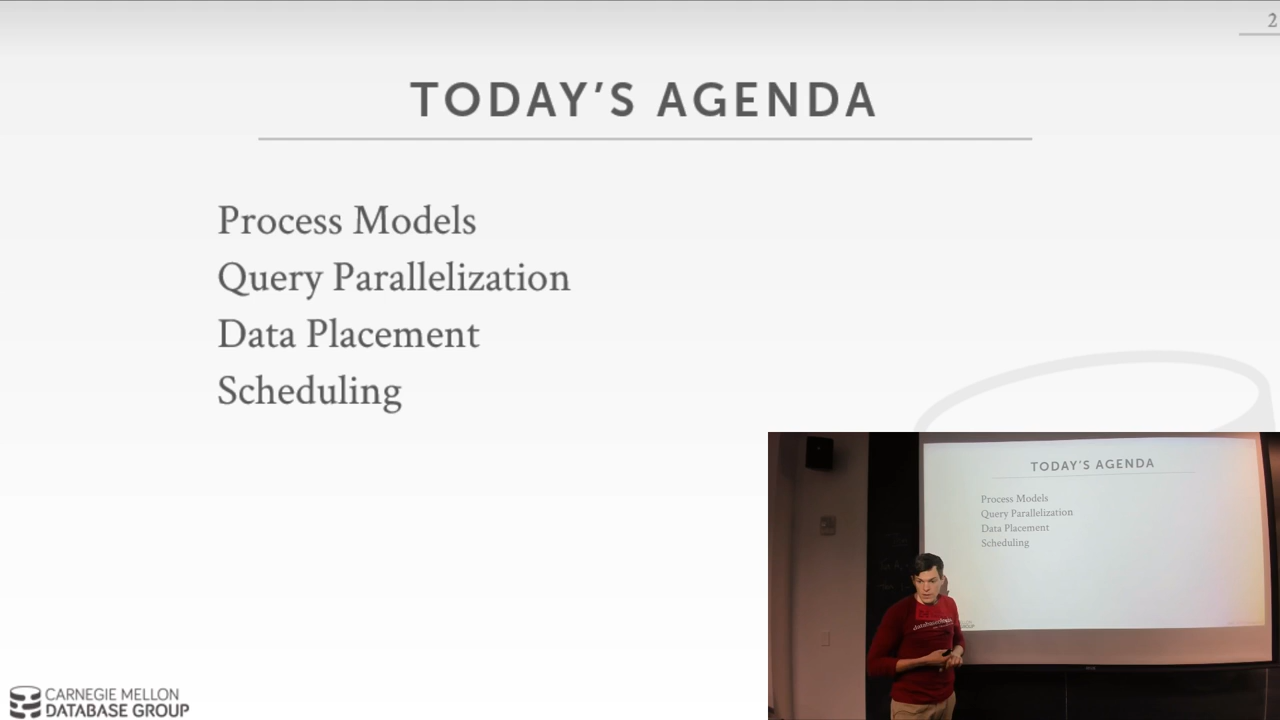 2
TODAY'S AGENDA
Process Models
Query Parallelization
Data Placement
Scheduling
TODAY'S AGENDA
Process Models
Query Parallelization
Data Placement
Scheduling
CARNEGIE MELLON
DATABASE GROUP